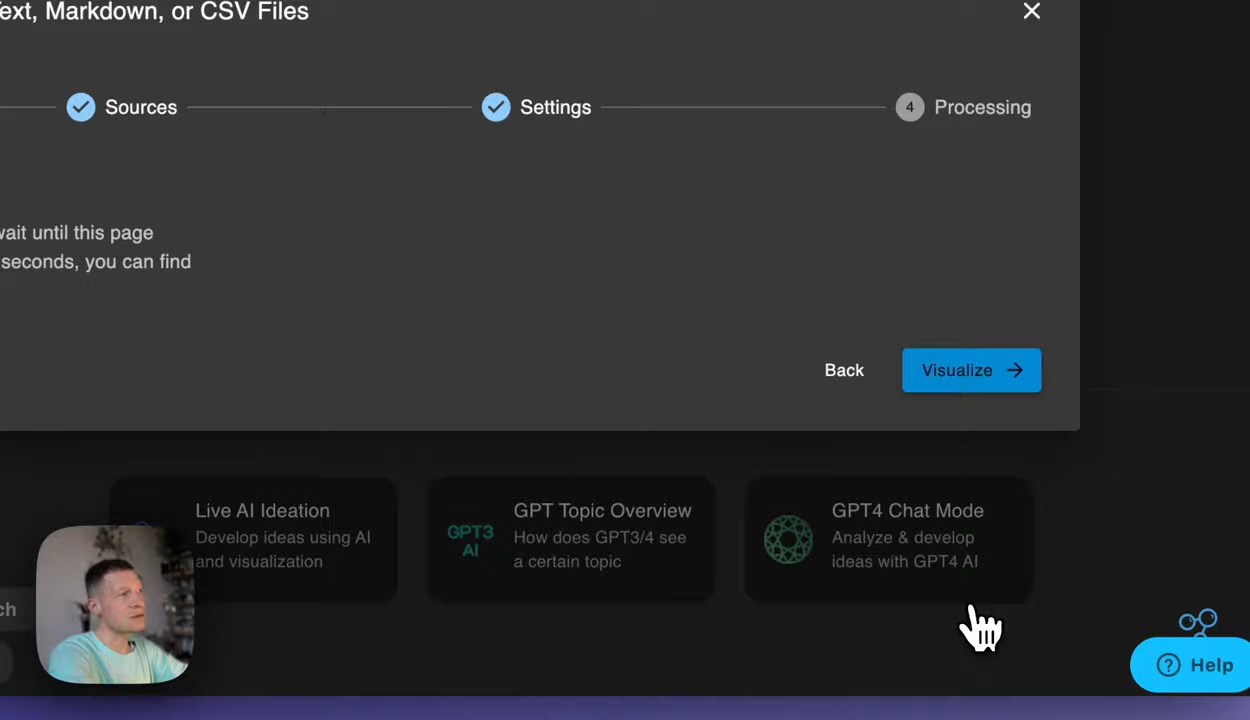 ext, Markdown, or CSV Files
Sources
Settings
4 Processing
wait until this page
seconds, you can find
Back
Visualize
Live AI Ideation
Develop ideas using AI
and visualization
GPT3
AI
GPT Topic Overview
How does GPT3/4 see
a certain topic
GPT4 Chat Mode
Analyze & develop
ideas with GPT4 AI
ch
? Help